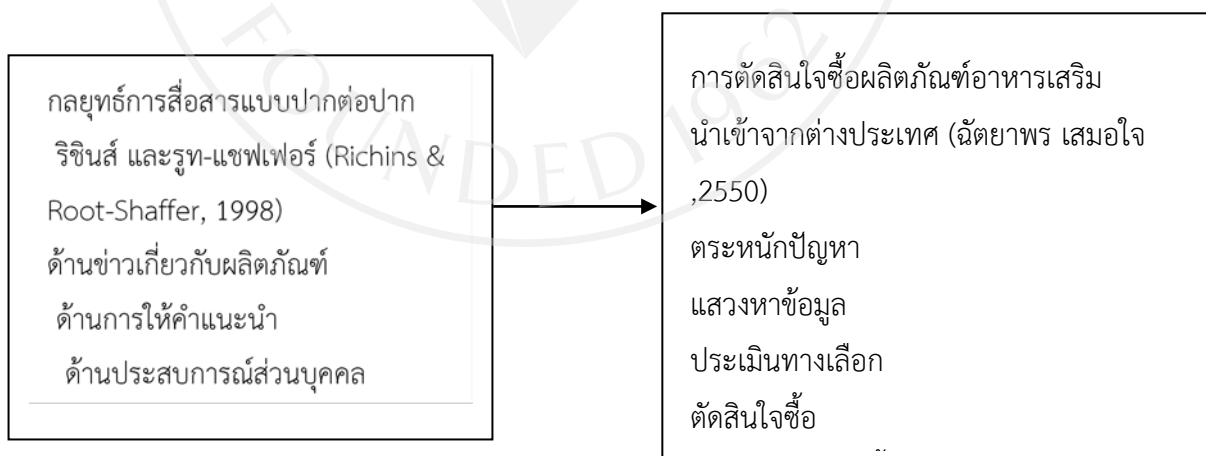 FOUNDED 1962
กลยุทธ์การสื่อสารแบบปากต่อปาก
ริชินส์ และรูท-แชฟเฟอร์ (Richins &
Root-Shaffer, 1998)
ด้านข่าวเกี่ยวกับผลิตภัณฑ์
ด้านการให้คำแนะนำ
ด้านประสบการณ์ส่วนบุคคล
การตัดสินใจซื้อผลิตภัณฑ์อาหารเสริม
นำเข้าจากต่างประเทศ (ฉัตยาพร เสมอใจ
,2550)
ตระหนักปัญหา
แสวงหาข้อมูล
ประเมินทางเลือก
ตัดสินใจซื้อ